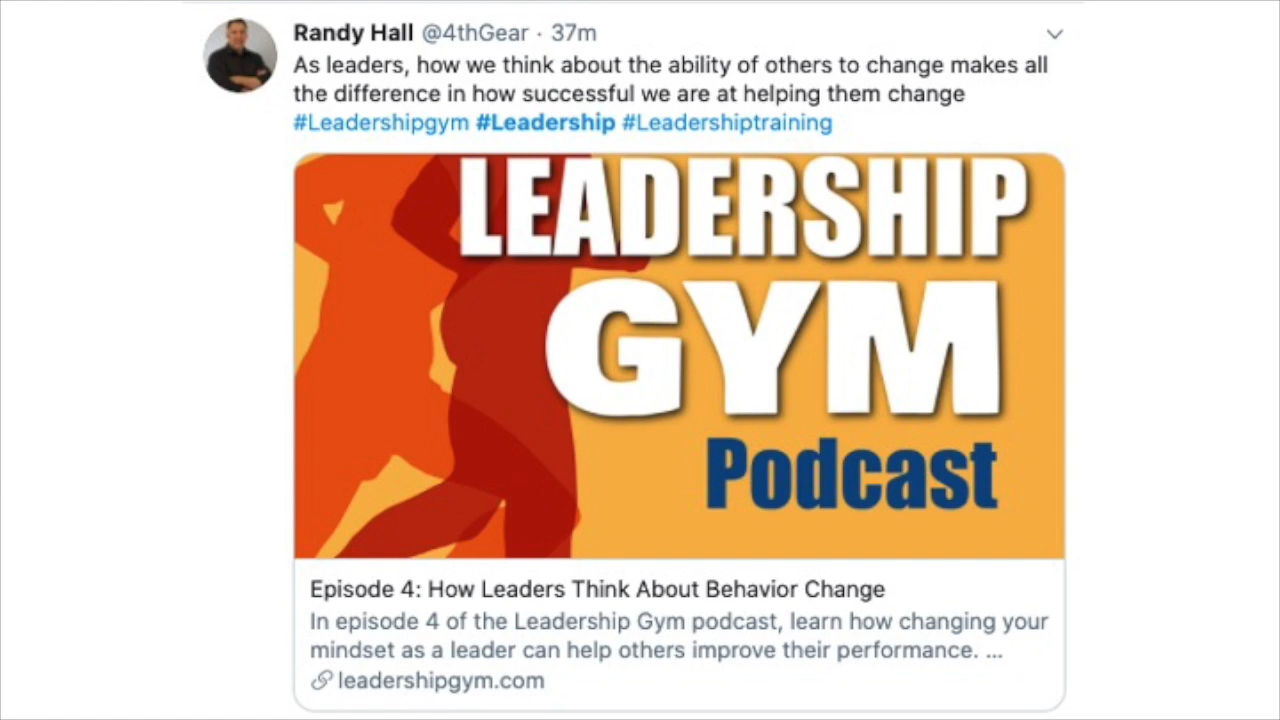 Randy Hall @4thGear · 37m
As leaders, how we think about the ability of others to change makes all
the difference in how successful we are at helping them change
#Leadershipgym #Leadership #Leadershiptraining
LEADERSHIP
GYM
Podcast
Episode 4: How Leaders Think About Behavior Change
In episode 4 of the Leadership Gym podcast, learn how changing your
mindset as a leader can help others improve their performance. ...
leadershipgym.com